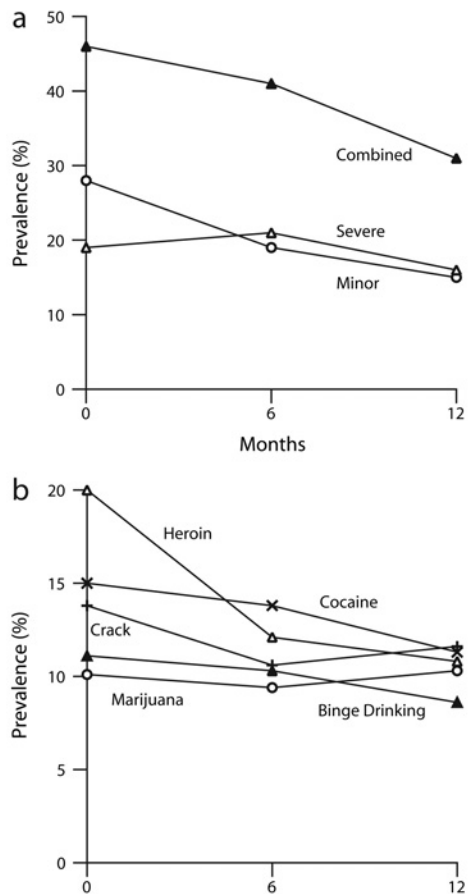 a
50
40
30
20
10
0
Prevalence (%)
Combined
Severe
Minor
0 6 12
Months
b
20
15
10
5
0
Prevalence (%)
Heroin
Cocaine
Crack
Marijuana
Binge Drinking
0 6 12